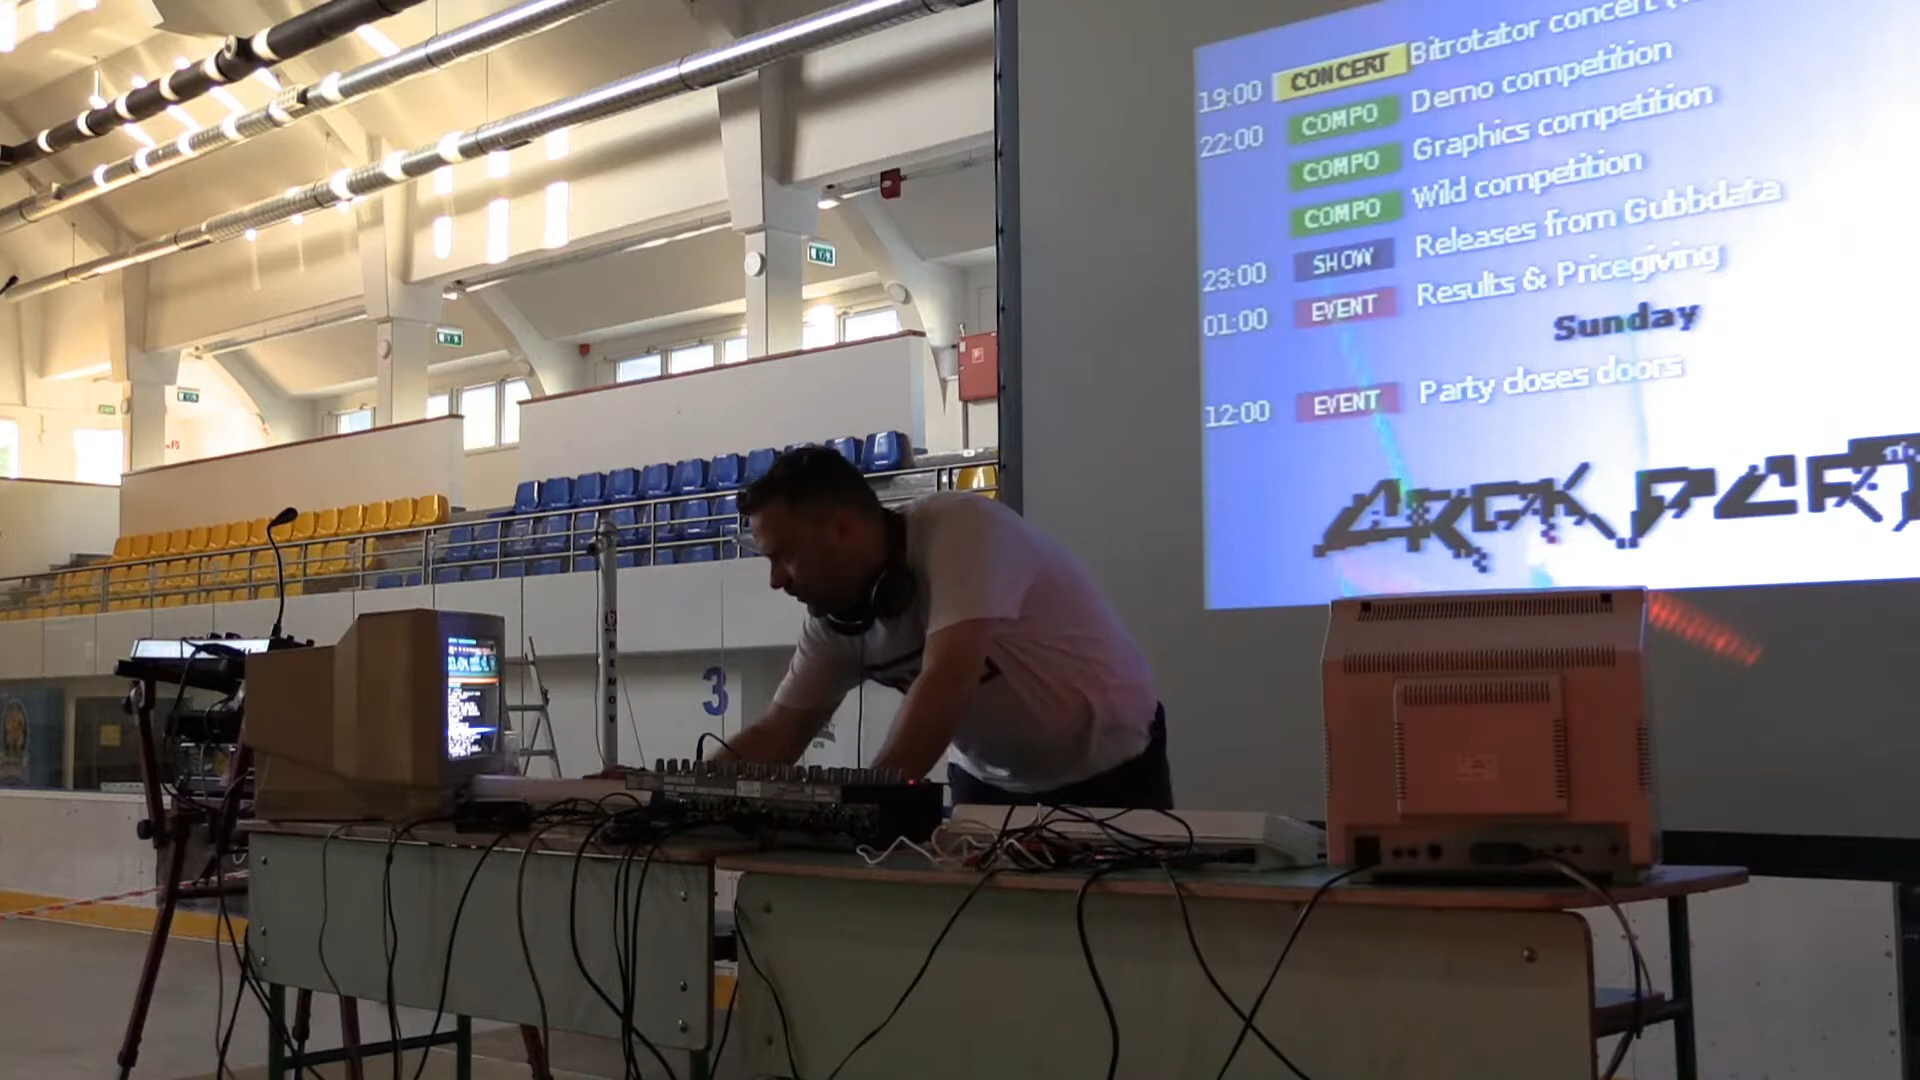 19:00 CONCERT Bitrotator concert
22:00 COMPO Demo competition
COMPO Graphics competition
COMPO Wild competition
23:00 SHOW Releases from Gubbdata
01:00 EVENT Results & Pricegiving
Sunday
12:00 EVENT Party closes doors
3